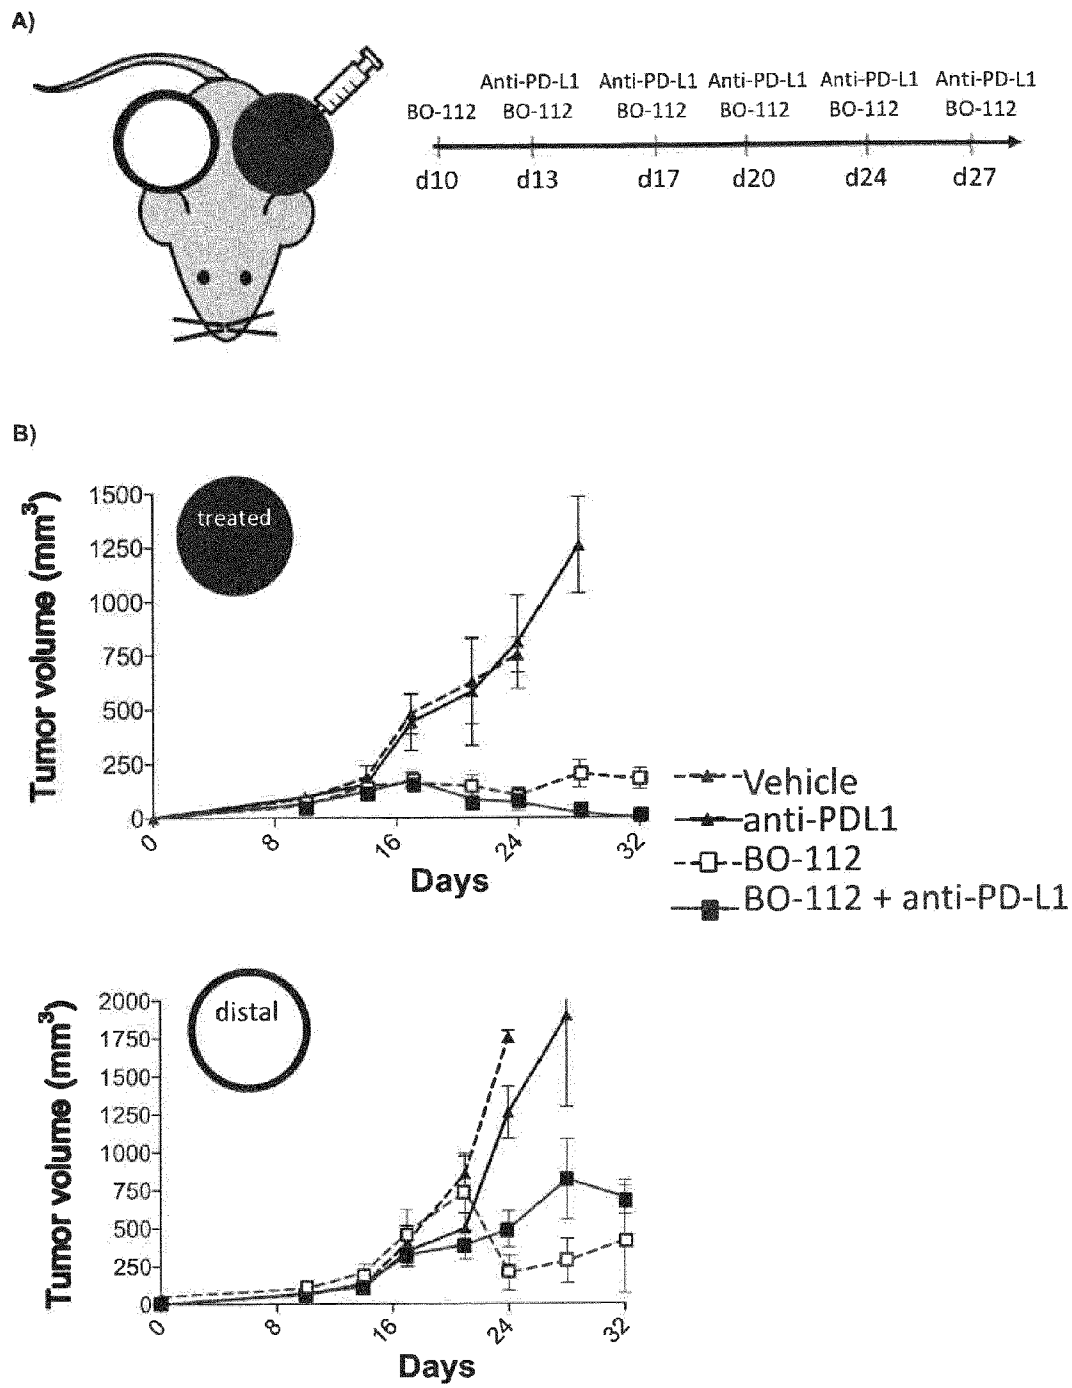 A)
Anti-PD-L1 Anti-PD-L1 Anti-PD-L1 Anti-PD-L1 Anti-PD-L1
BO-112 BO-112 BO-112 BO-112 BO-112 BO-112
d10 d13 d17 d20 d24 d27
B)
Tumor volume (mm³)
1500
1250
1000
750
500
250
0
treated
0 8 16 24 32
Days
Vehicle
anti-PDL1
BO-112
BO-112 + anti-PD-L1
Tumor volume (mm³)
2000
1750
1500
1250
1000
750
500
250
0
distal
0 8 16 24 32
Days